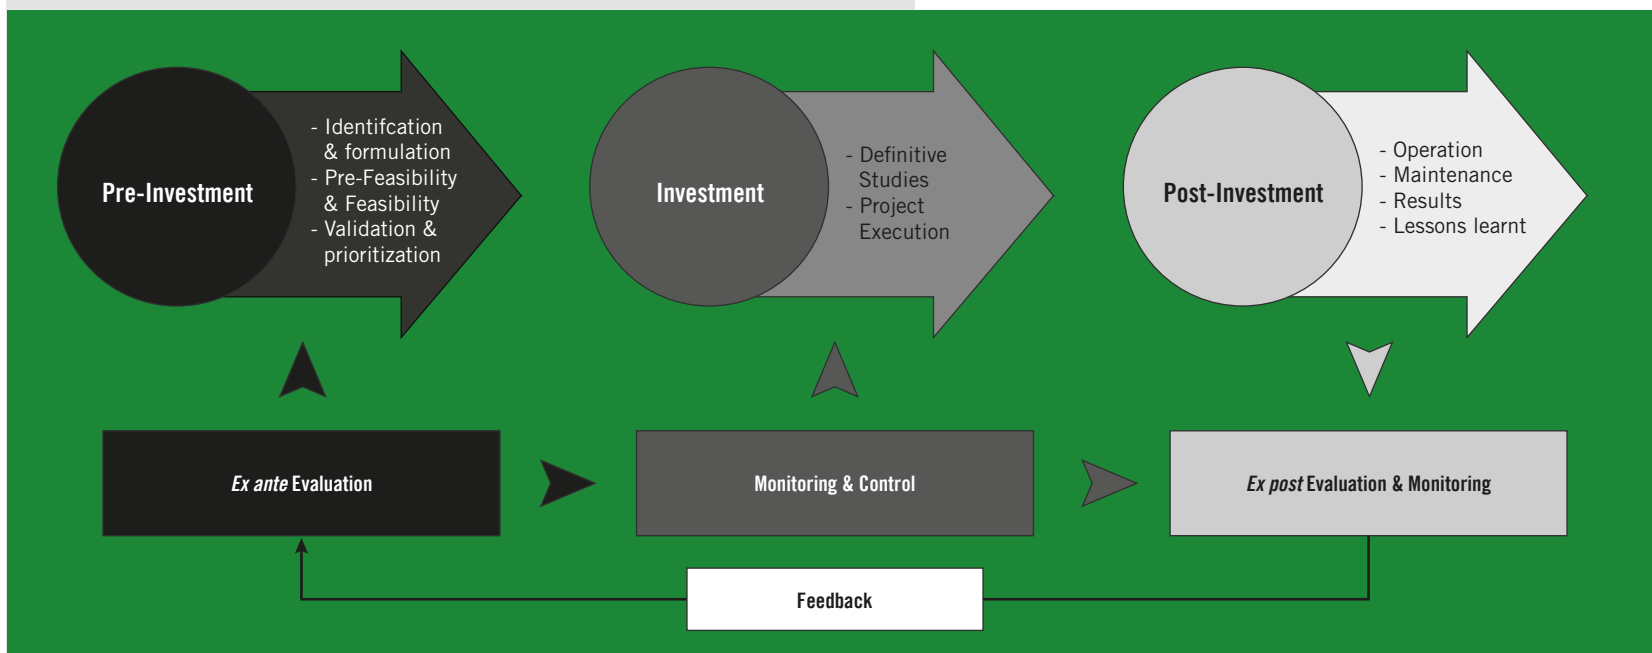 Pre-Investment
- Identifcation
& formulation
- Pre-Feasibility
& Feasibility
- Validation &
prioritization
Investment
- Definitive
Studies
- Project
Execution
Post-Investment
- Operation
- Maintenance
- Results
- Lessons learnt
Ex ante Evaluation
Monitoring & Control
Ex post Evaluation & Monitoring
Feedback